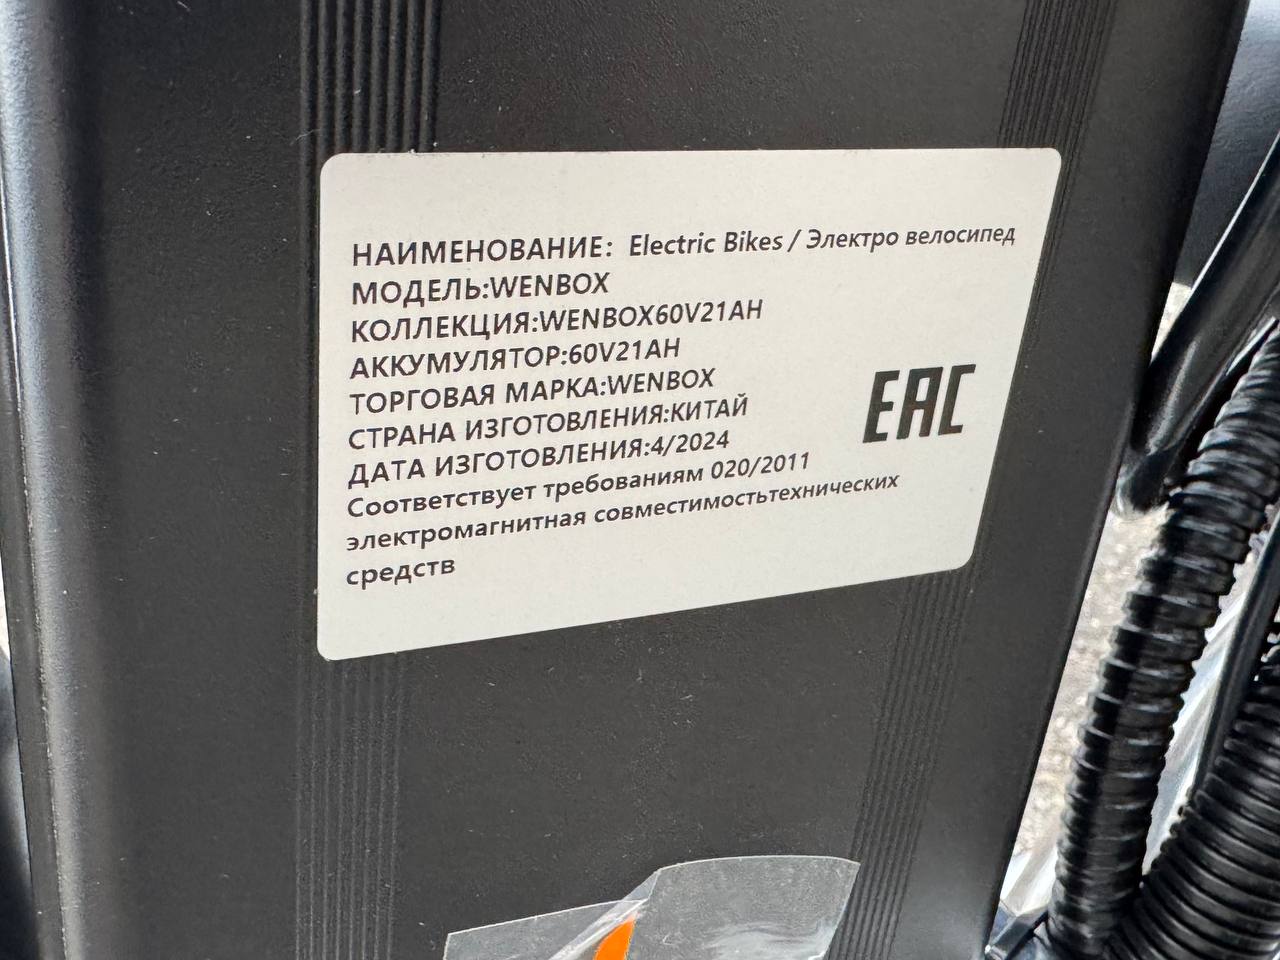 НАИМЕНОВАНИЕ: Electric Bikes / Электро велосипед
МОДЕЛЬ:WENBOX
КОЛЛЕКЦИЯ:WENBOX60V21AH
АККУМУЛЯТОР:60V21AH
ТОРГОВАЯ МАРКА:WENBOX
СТРАНА ИЗГОТОВЛЕНИЯ:КИТАЙ
ДАТА ИЗГОТОВЛЕНИЯ:4/2024
Соответствует требованиям 020/2011
электромагнитная совместимостьтехнических
средств
EAC